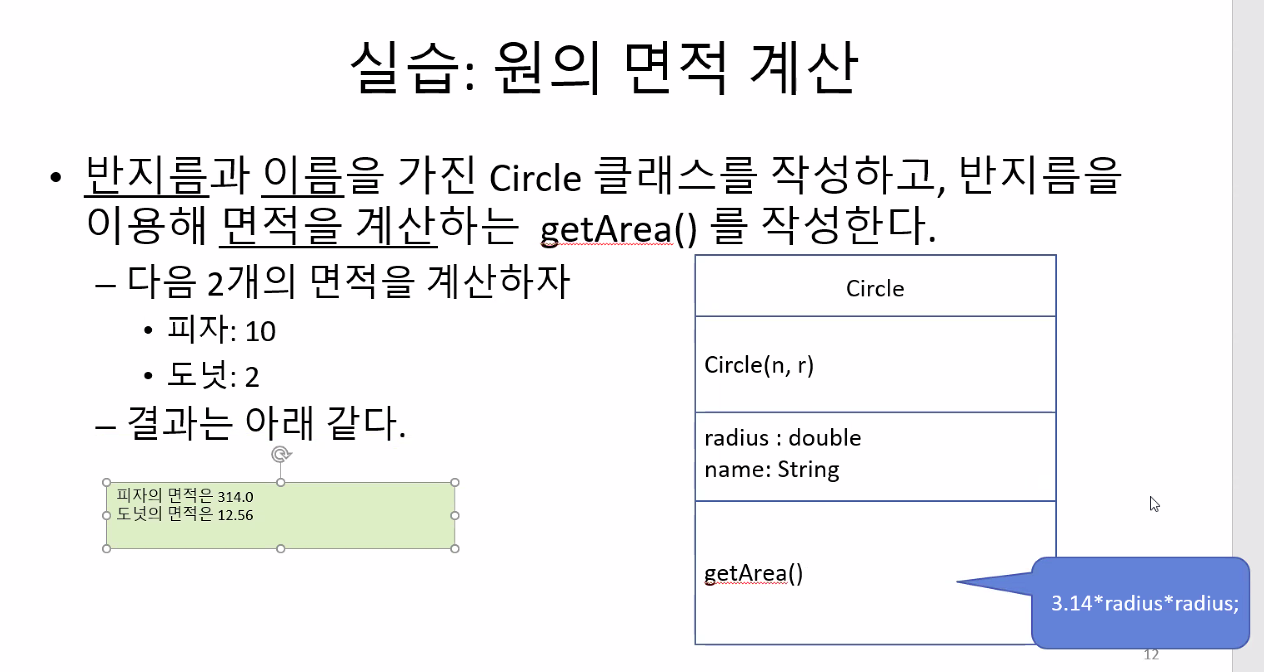 실습: 원의 면적 계산
• 반지름과 이름을 가진 Circle 클래스를 작성하고, 반지름을
이용해 면적을 계산하는 getArea() 를 작성한다.
– 다음 2개의 면적을 계산하자
• 피자: 10
• 도넛: 2
– 결과는 아래 같다.
피자의 면적은 314.0
도넛의 면적은 12.56
Circle
Circle(n, r)
radius : double
name: String
getArea()
3.14*radius*radius;
12